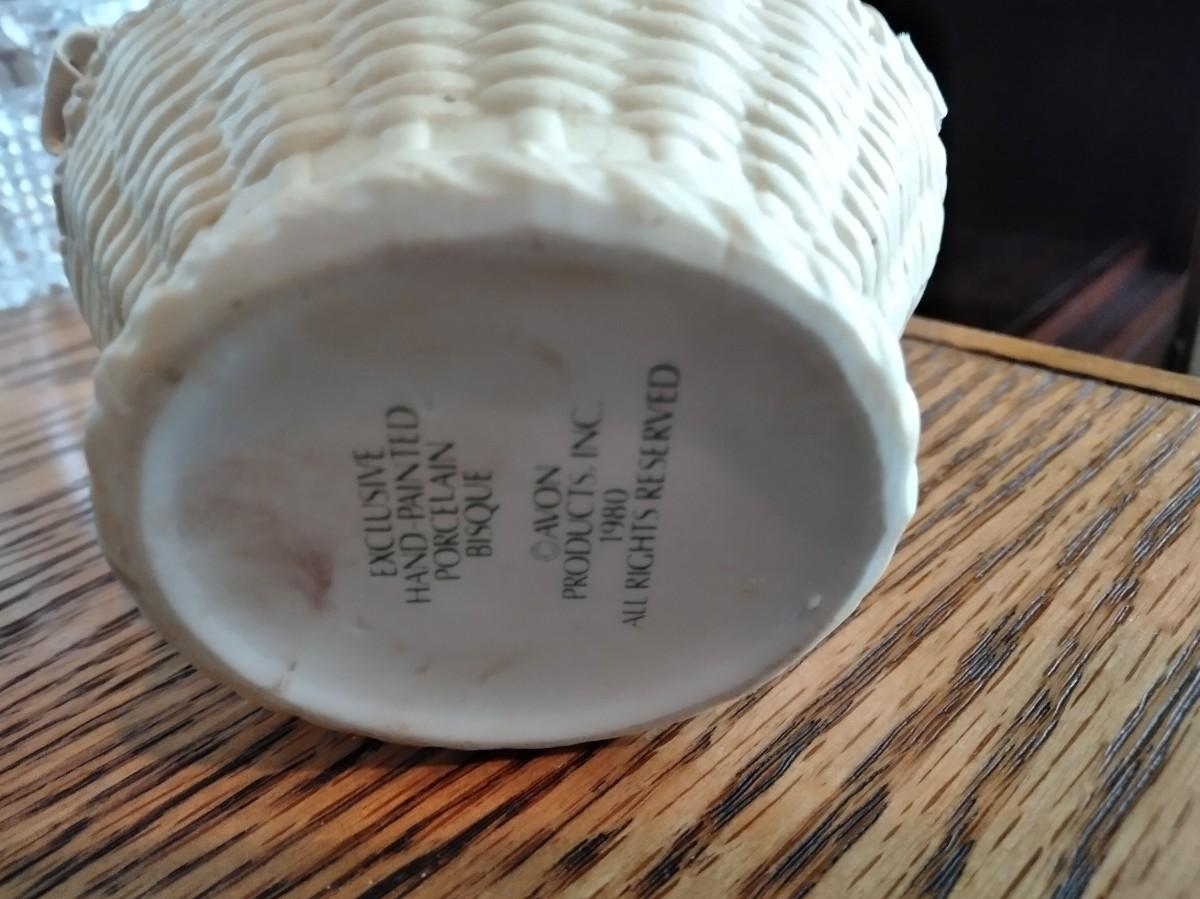 EXCLUSIVE
HAND-PAINTED
PORCELAIN
BISQUE
©AVON
PRODUCTS, INC.
1980
ALL RIGHTS RESERVED